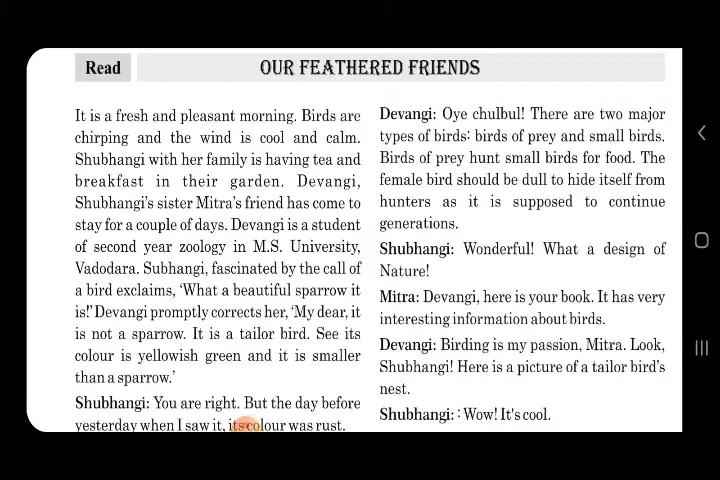 Read
OUR FEATHERED FRIENDS
It is a fresh and pleasant morning. Birds are
chirping and the wind is cool and calm.
Shubhangi with her family is having tea and
breakfast in their garden. Devangi,
Shubhangi's sister Mitra's friend has come to
stay for a couple of days. Devangi is a student
of second year zoology in M.S. University,
Vadodara. Subhangi, fascinated by the call of
a bird exclaims, 'What a beautiful sparrow it
is!' Devangi promptly corrects her, 'My dear, it
is not a sparrow. It is a tailor bird. See its
colour is yellowish green and it is smaller
than a sparrow.'
Shubhangi: You are right. But the day before
yesterday when I saw it, its colour was rust.
Devangi: Oye chulbul! There are two major
types of birds: birds of prey and small birds.
Birds of prey hunt small birds for food. The
female bird should be dull to hide itself from
hunters as it is supposed to continue
generations.
Shubhangi: Wonderful! What a design of
Nature!
Mitra: Devangi, here is your book. It has very
interesting information about birds.
Devangi: Birding is my passion, Mitra. Look,
Shubhangi! Here is a picture of a tailor bird's
nest.
Shubhangi: : Wow! It's cool.